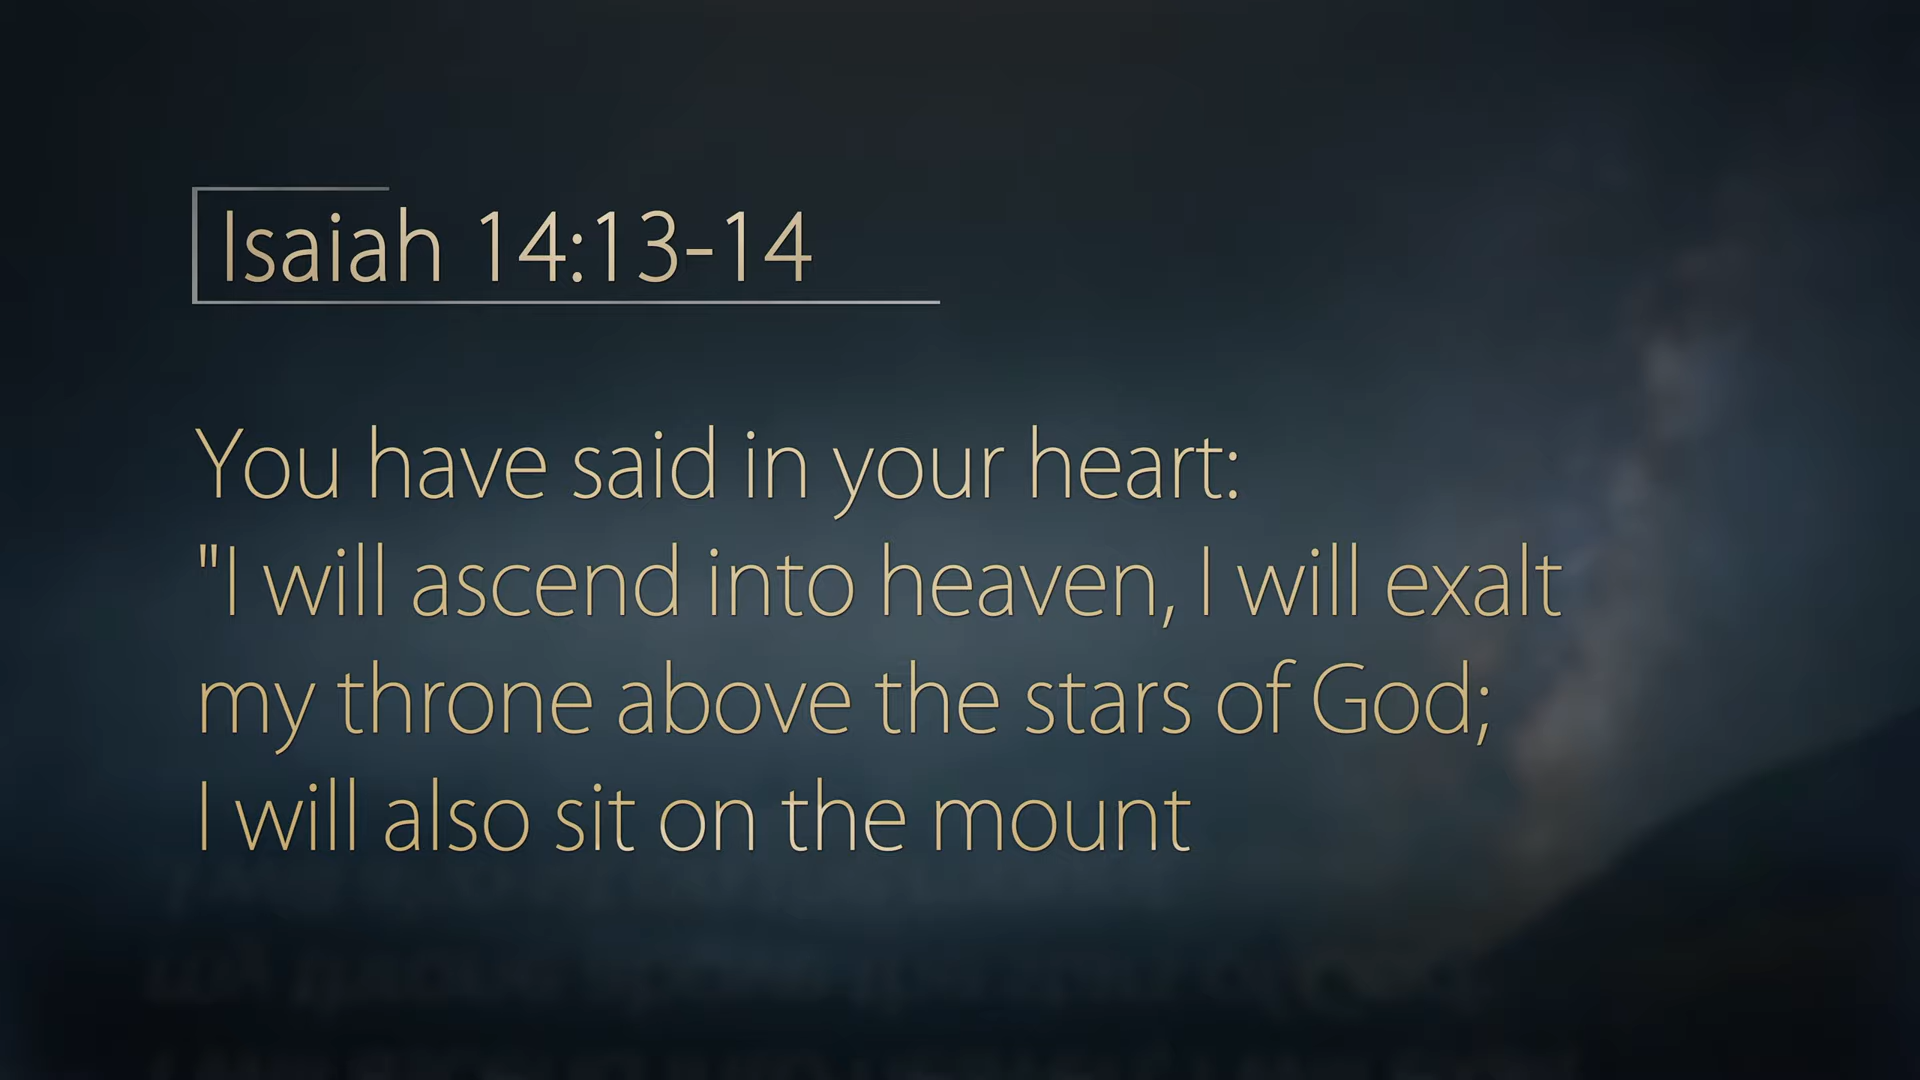 Isaiah 14:13-14
You have said in your heart:
"I will ascend into heaven, I will exalt
my throne above the stars of God;
I will also sit on the mount